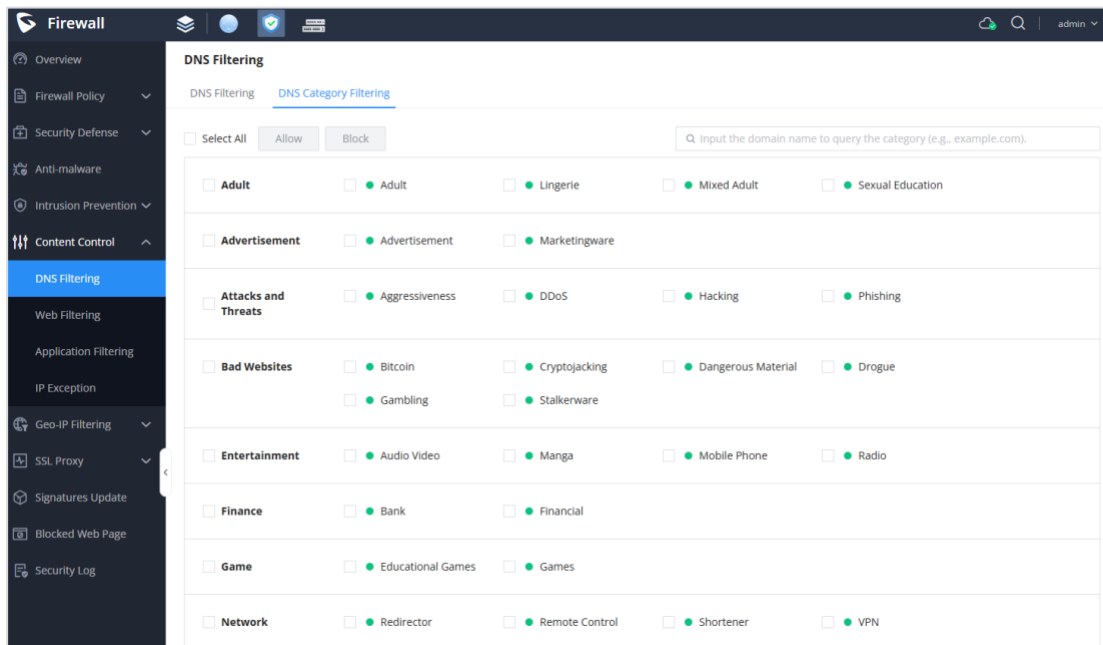 Firewall
admin
Overview
Firewall Policy
Security Defense
Anti-malware
Intrusion Prevention
Content Control
DNS Filtering
Web Filtering
Application Filtering
IP Exception
Geo-IP Filtering
SSL Proxy
Signatures Update
Blocked Web Page
Security Log
DNS Filtering
DNS Filtering DNS Category Filtering
Select All Allow Block Input the domain name to query the category (e.g., example.com).
Adult Adult Lingerie Mixed Adult Sexual Education
Advertisement Advertisement Marketingware
Attacks and
Threats Aggressiveness DDoS Hacking Phishing
Bad Websites Bitcoin Cryptojacking Dangerous Material Drogue
Gambling Stalkerware
Entertainment Audio Video Manga Mobile Phone Radio
Finance Bank Financial
Game Educational Games Games
Network Redirector Remote Control Shortener VPN